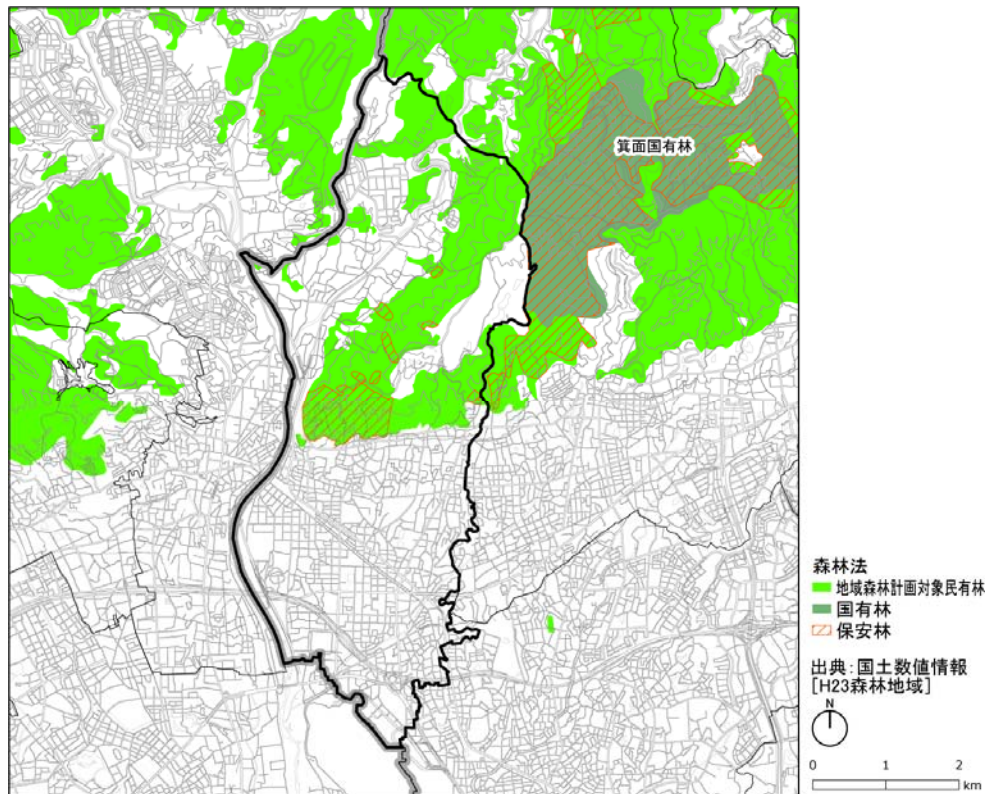 箕面国有林
森林法
地域森林計画対象民有林
国有林
保安林
出典：国土数値情報
[H23森林地域]
N
0 1 2
km